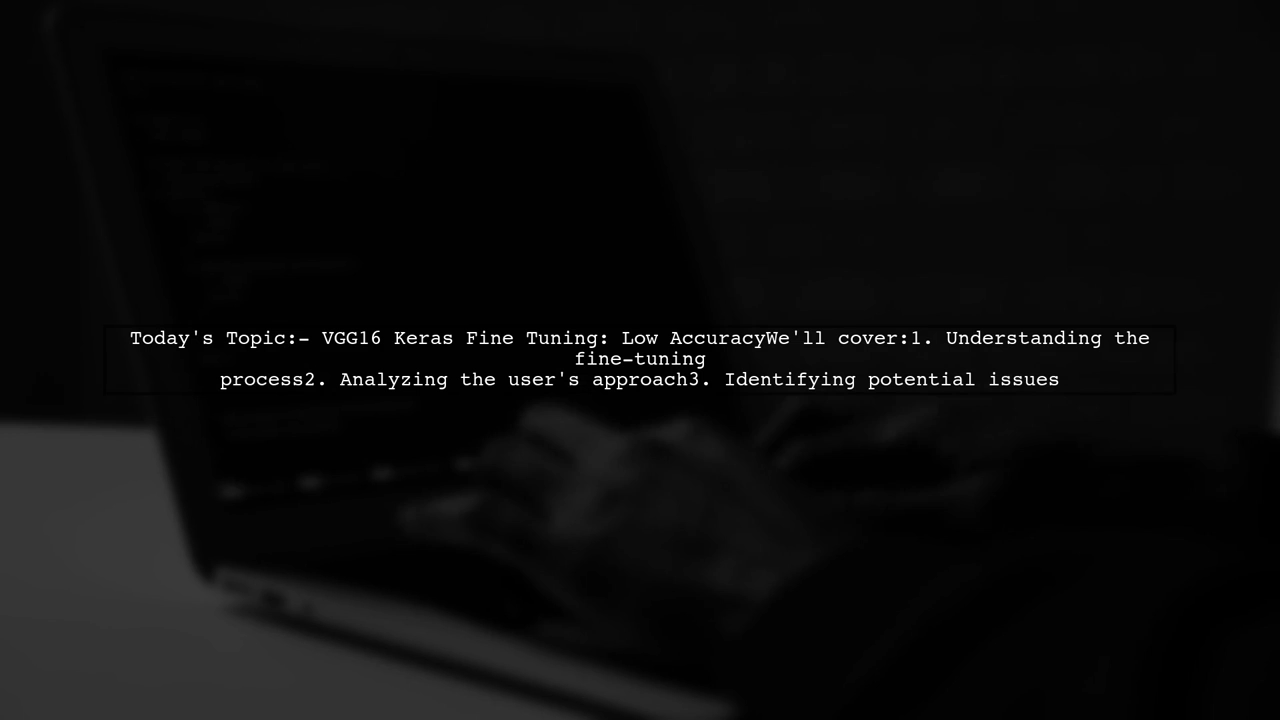 Today's Topic:- VGG16 Keras Fine Tuning: Low AccuracyWe'll cover:1. Understanding the
fine-tuning
process2. Analyzing the user's approach3. Identifying potential issues